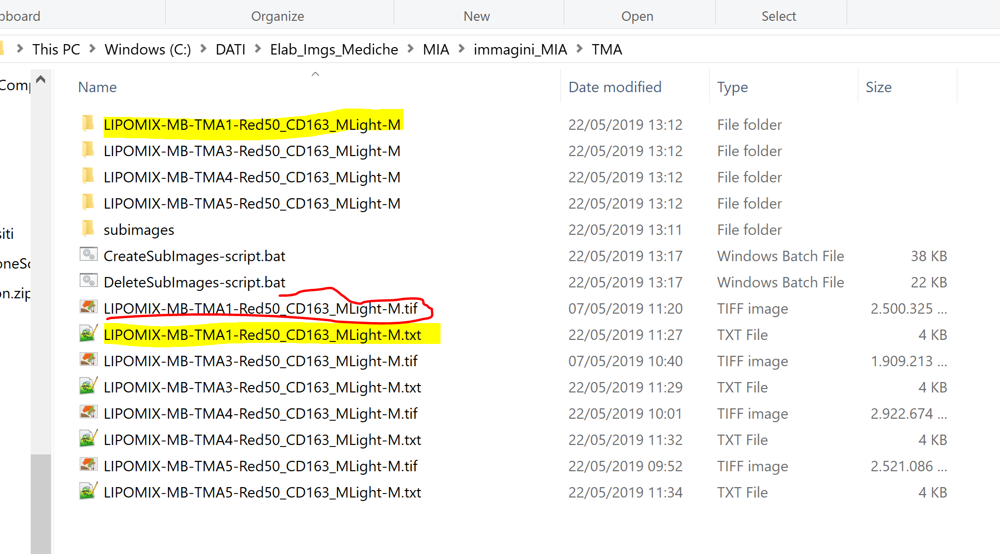 Organize New Open Select
This PC Windows (C:) DATI Elab_Imgs_Mediche MIA immagini_MIA TMA
Name Date modified Type Size
LIPOMIX-MB-TMA1-Red50_CD163_MLight-M 22/05/2019 13:12 File folder
LIPOMIX-MB-TMA3-Red50_CD163_MLight-M 22/05/2019 13:12 File folder
LIPOMIX-MB-TMA4-Red50_CD163_MLight-M 22/05/2019 13:12 File folder
LIPOMIX-MB-TMA5-Red50_CD163_MLight-M 22/05/2019 13:12 File folder
subimages 22/05/2019 13:11 File folder
CreateSubImages-script.bat 22/05/2019 13:17 Windows Batch File 38 KB
DeleteSubImages-script.bat 22/05/2019 13:17 Windows Batch File 22 KB
LIPOMIX-MB-TMA1-Red50_CD163_MLight-M.tif 07/05/2019 11:20 TIFF image 2.500.325 ...
LIPOMIX-MB-TMA1-Red50_CD163_MLight-M.txt 22/05/2019 11:27 TXT File 4 KB
LIPOMIX-MB-TMA3-Red50_CD163_MLight-M.tif 07/05/2019 10:40 TIFF image 1.909.213 ...
LIPOMIX-MB-TMA3-Red50_CD163_MLight-M.txt 22/05/2019 11:29 TXT File 4 KB
LIPOMIX-MB-TMA4-Red50_CD163_MLight-M.tif 22/05/2019 10:01 TIFF image 2.922.674 ...
LIPOMIX-MB-TMA4-Red50_CD163_MLight-M.txt 22/05/2019 11:32 TXT File 4 KB
LIPOMIX-MB-TMA5-Red50_CD163_MLight-M.tif 22/05/2019 09:52 TIFF image 2.521.086 ...
LIPOMIX-MB-TMA5-Red50_CD163_MLight-M.txt 22/05/2019 11:34 TXT File 4 KB